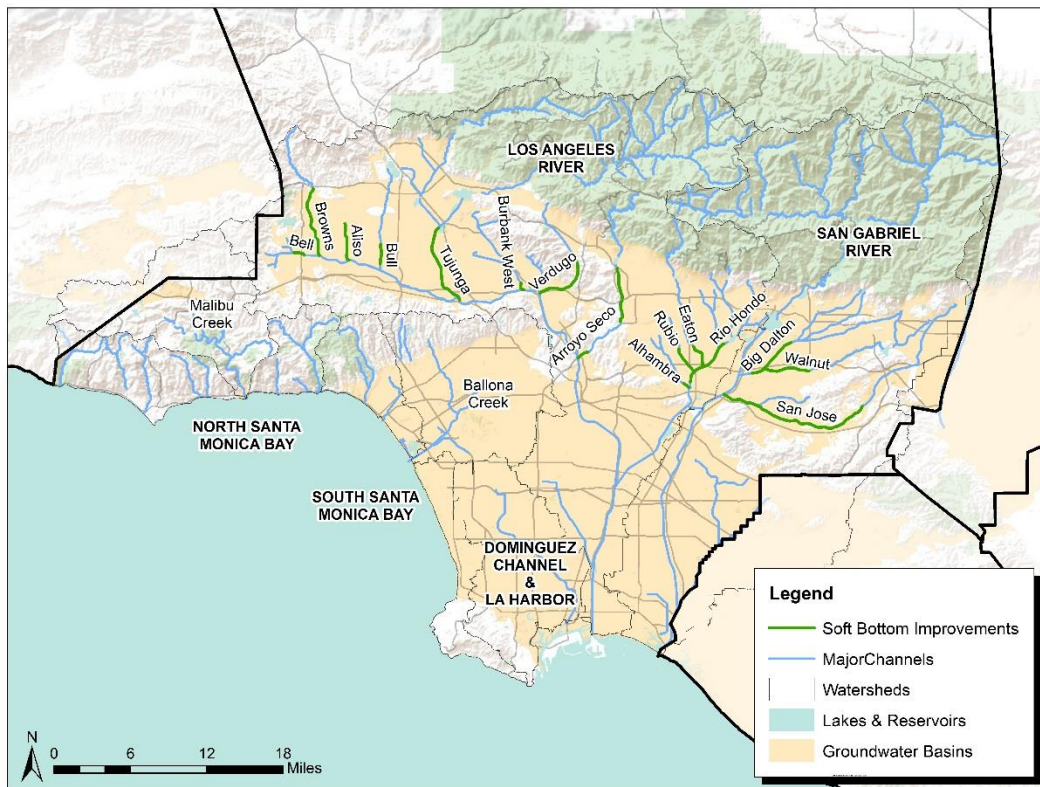 LOS ANGELES
RIVER
SAN GABRIEL
RIVER
Browns
Bell
Aliso
Bull
Tujunga
Burbank West
Verdugo
Arroyo Seco
Malibu
Creek
Rubio
Eaton
Rio Hondo
Alhambra
Big Dalton
Walnut
San Jose
Ballona
Creek
NORTH SANTA
MONICA BAY
SOUTH SANTA
MONICA BAY
DOMINGUEZ
CHANNEL
&
LA HARBOR
Legend
Soft Bottom Improvements
MajorChannels
Watersheds
Lakes & Reservoirs
Groundwater Basins
N
0 6 12 18
Miles